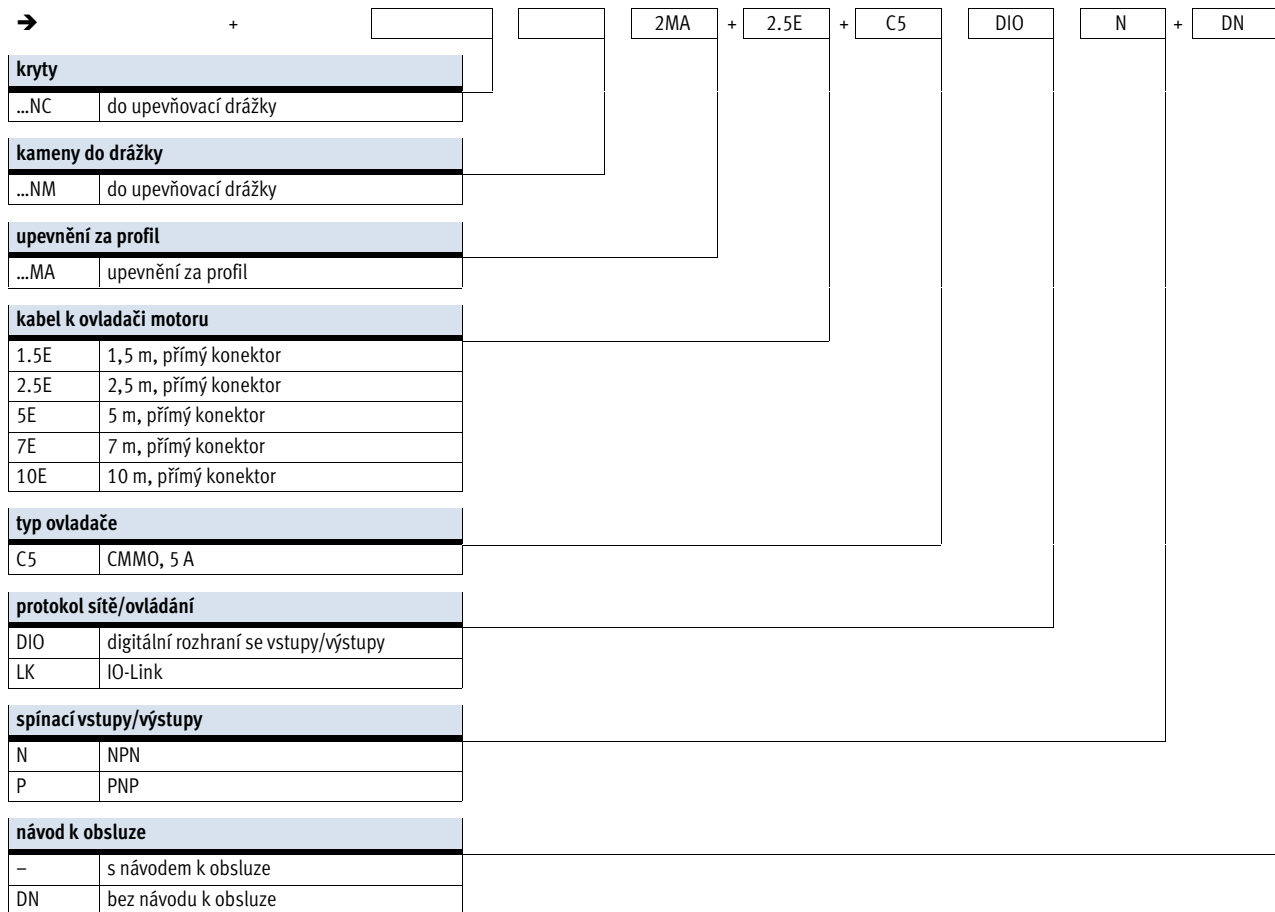 ➔ + 2MA + 2.5E + C5 DIO N + DN
kryty
…NC do upevňovací drážky
kameny do drážky
…NM do upevňovací drážky
upevnění za profil
…MA upevnění za profil
kabel k ovladači motoru
1.5E 1,5 m, přímý konektor
2.5E 2,5 m, přímý konektor
5E 5 m, přímý konektor
7E 7 m, přímý konektor
10E 10 m, přímý konektor
typ ovladače
C5 CMMO, 5 A
protokol sítě/ovládání
DIO digitální rozhraní se vstupy/výstupy
LK IO-Link
spínací vstupy/výstupy
N NPN
P PNP
návod k obsluze
– s návodem k obsluze
DN bez návodu k obsluze